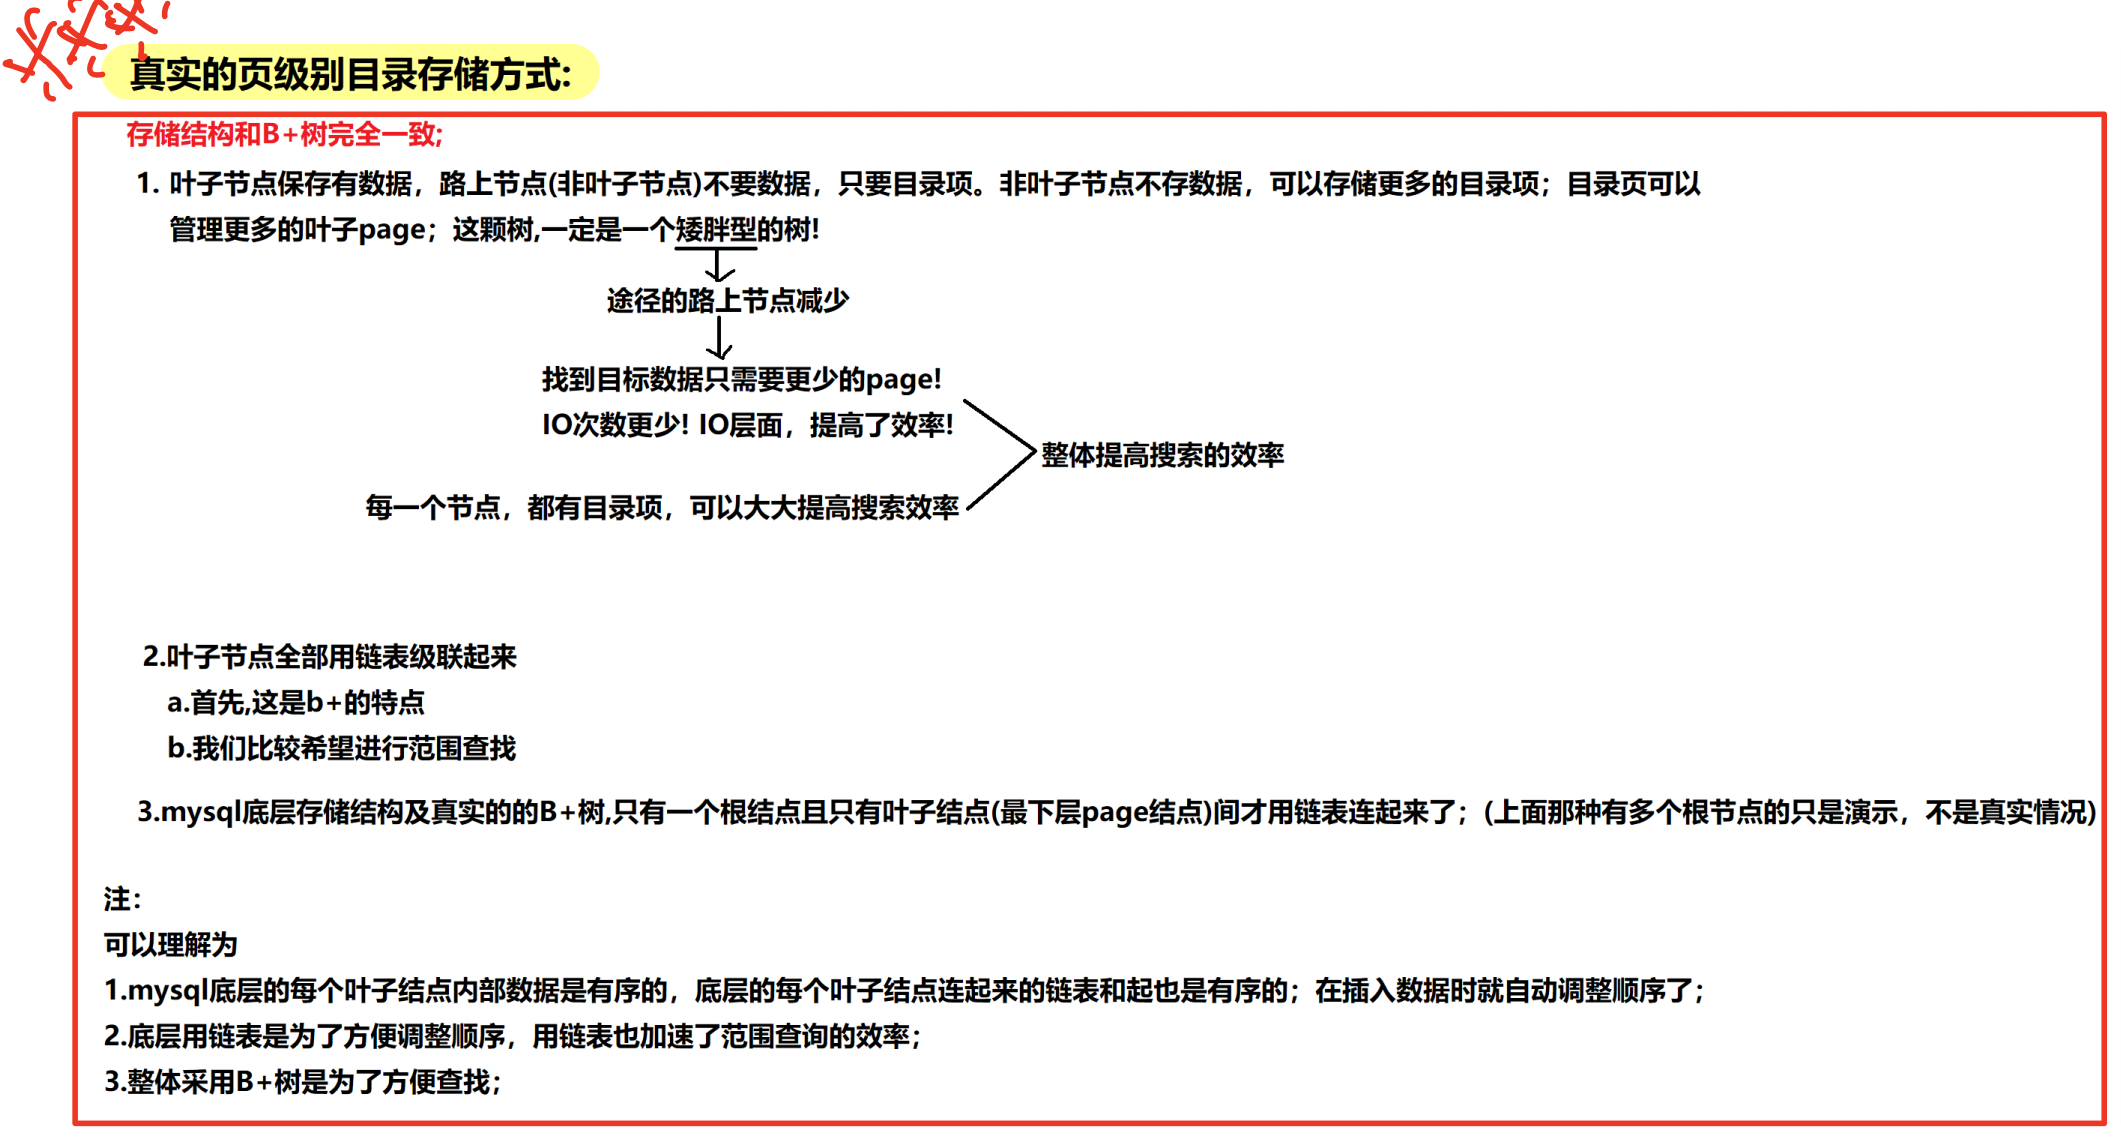 真实的页级别目录存储方式:
存储结构和B+树完全一致;
1. 叶子节点保存有数据，路上节点(非叶子节点)不要数据，只要目录项。非叶子节点不存数据，可以存储更多的目录项；目录页可以
管理更多的叶子page；这颗树,一定是一个矮胖型的树!
途径的路上节点减少
找到目标数据只需要更少的page!
IO次数更少! IO层面，提高了效率!
整体提高搜索的效率
每一个节点，都有目录项，可以大大提高搜索效率
2.叶子节点全部用链表级联起来
a.首先,这是b+的特点
b.我们比较希望进行范围查找
3.mysql底层存储结构及真实的的B+树,只有一个根结点且只有叶子结点(最下层page结点)间才用链表连起来了；(上面那种有多个根节点的只是演示，不是真实情况)
注：
可以理解为
1.mysql底层的每个叶子结点内部数据是有序的，底层的每个叶子结点连起来的链表和起也是有序的；在插入数据时就自动调整顺序了；
2.底层用链表是为了方便调整顺序，用链表也加速了范围查询的效率；
3.整体采用B+树是为了方便查找；